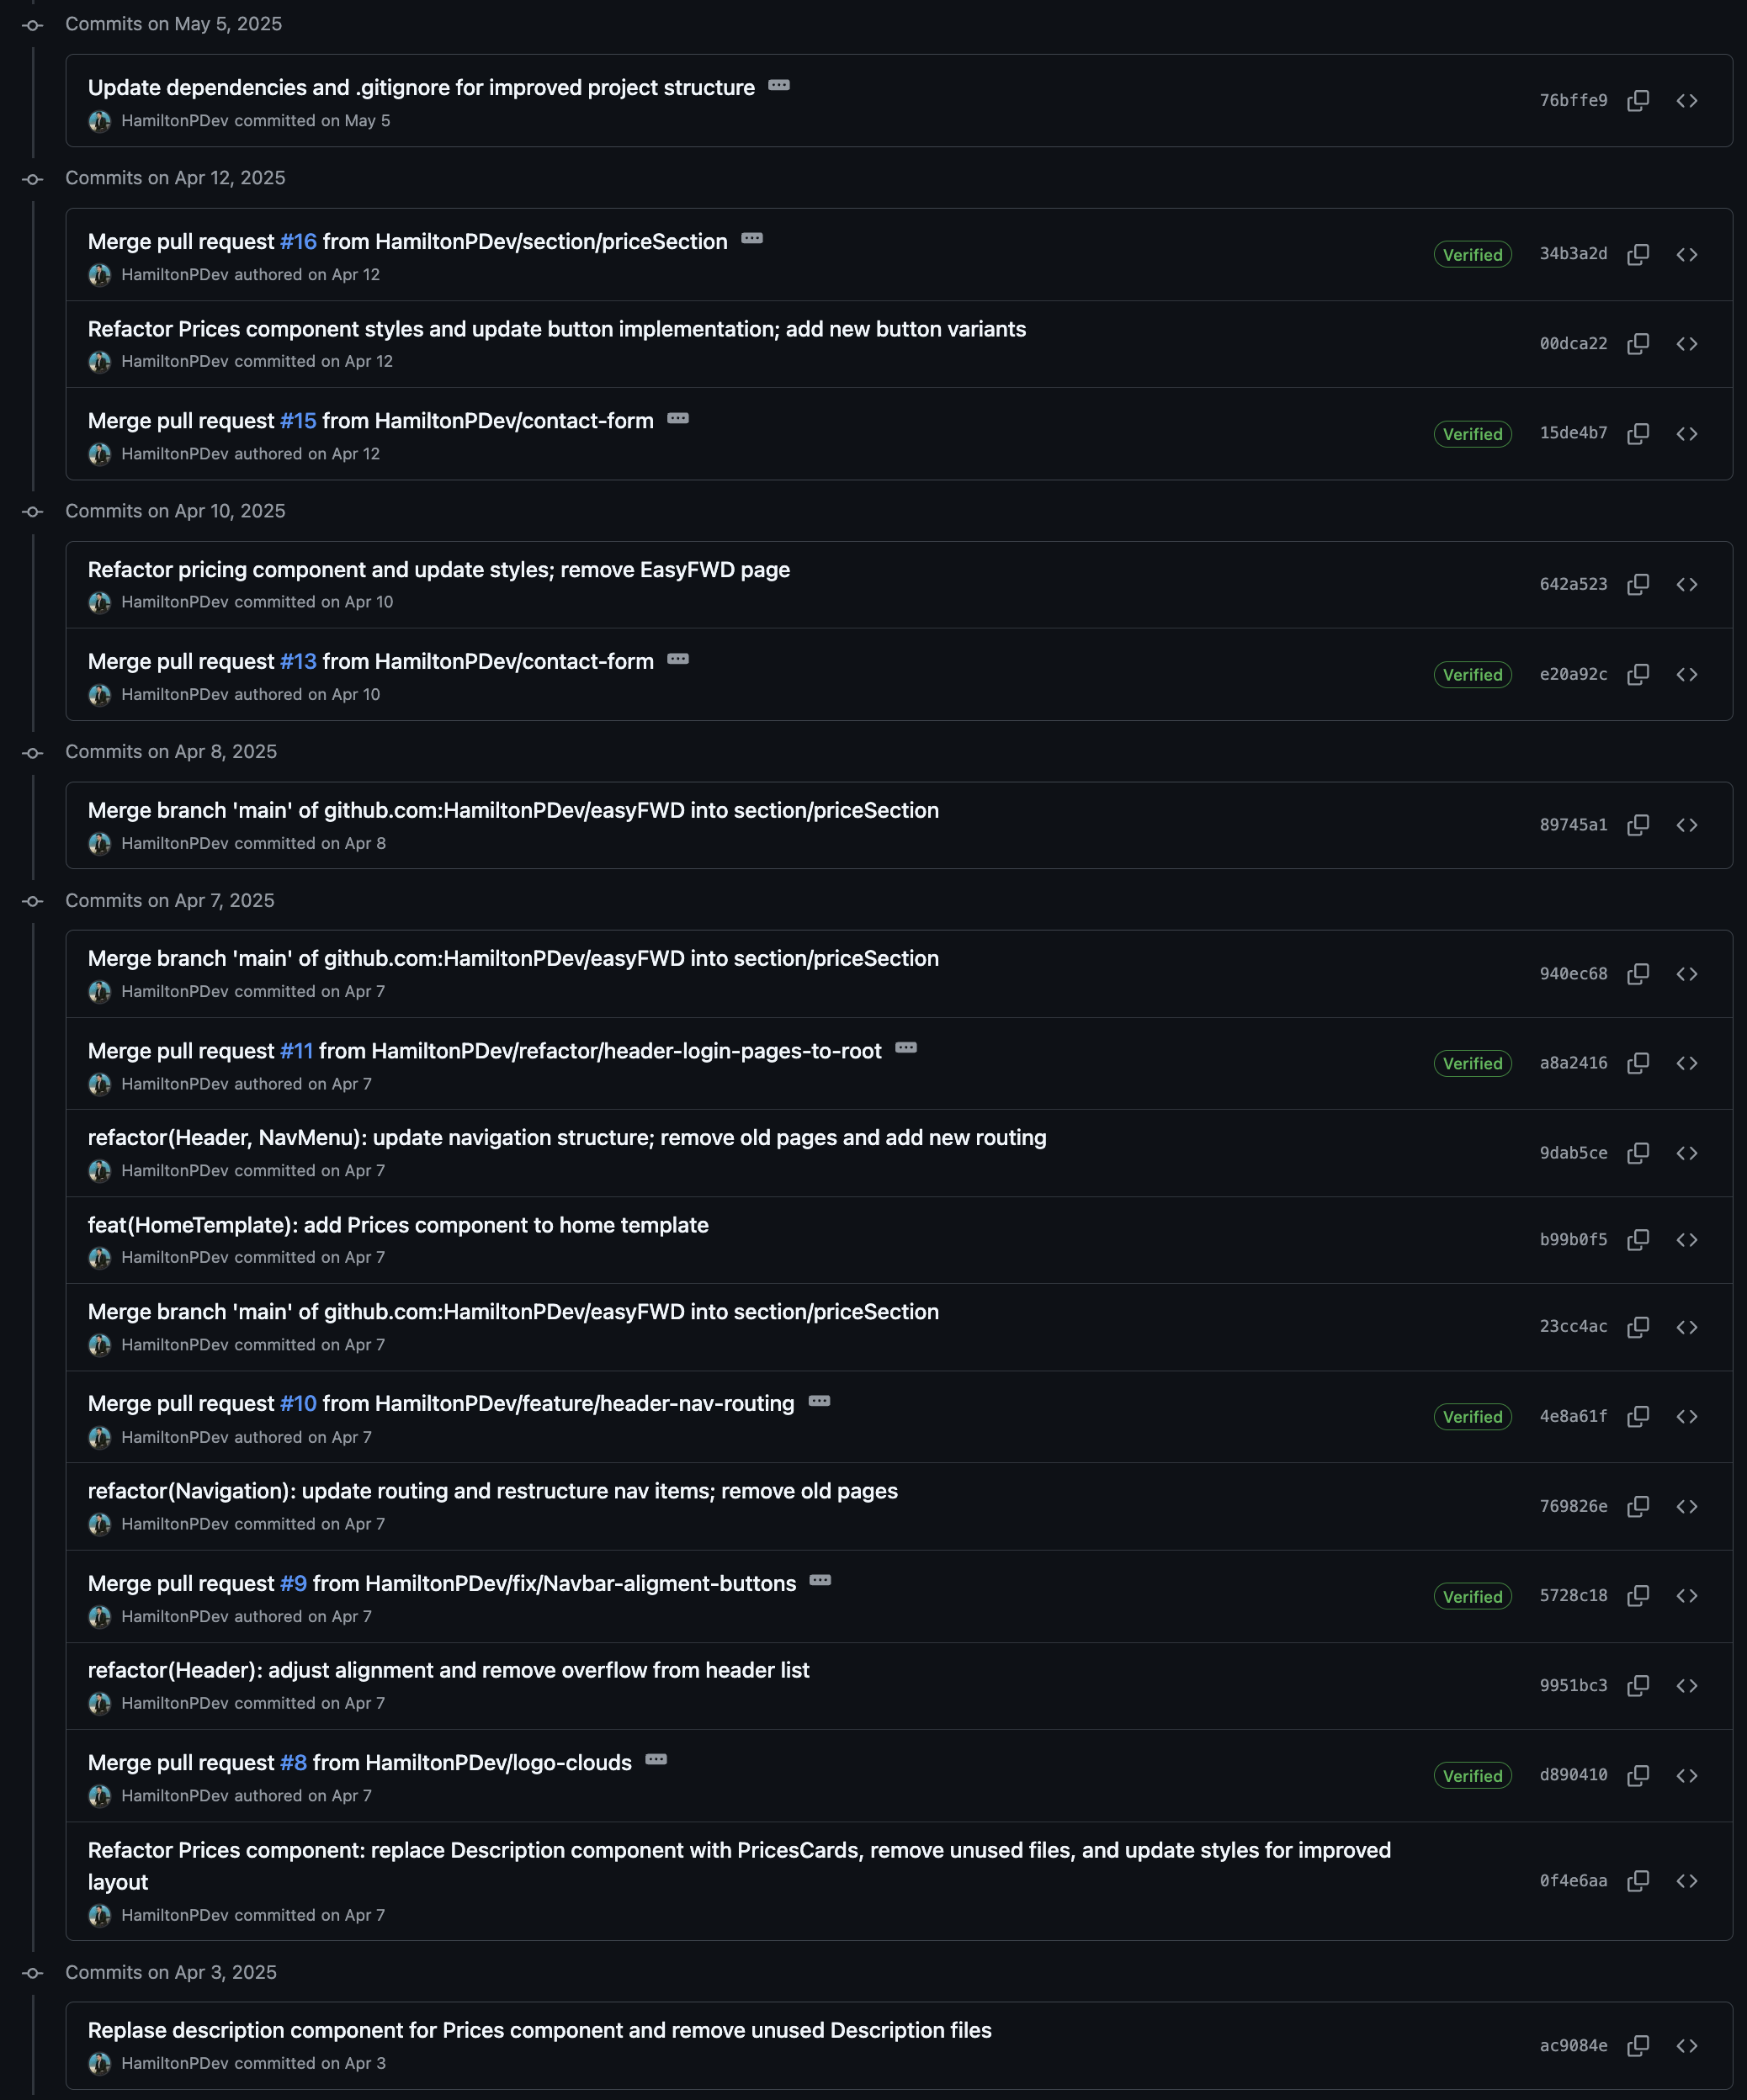 Commits on May 5, 2025
Update dependencies and .gitignore for improved project structure
HamiltonPDev committed on May 5
76bffe9
Commits on Apr 12, 2025
Merge pull request #16 from HamiltonPDev/section/priceSection
HamiltonPDev authored on Apr 12
Verified
34b3a2d
Refactor Prices component styles and update button implementation; add new button variants
HamiltonPDev committed on Apr 12
00dca22
Merge pull request #15 from HamiltonPDev/contact-form
HamiltonPDev authored on Apr 12
Verified
15de4b7
Commits on Apr 10, 2025
Refactor pricing component and update styles; remove EasyFWD page
HamiltonPDev committed on Apr 10
642a523
Merge pull request #13 from HamiltonPDev/contact-form
HamiltonPDev authored on Apr 10
Verified
e20a92c
Commits on Apr 8, 2025
Merge branch 'main' of github.com:HamiltonPDev/easyFWD into section/priceSection
HamiltonPDev committed on Apr 8
89745a1
Commits on Apr 7, 2025
Merge branch 'main' of github.com:HamiltonPDev/easyFWD into section/priceSection
HamiltonPDev committed on Apr 7
940ec68
Merge pull request #11 from HamiltonPDev/refactor/header-login-pages-to-root
HamiltonPDev authored on Apr 7
Verified
a8a2416
refactor(Header, NavMenu): update navigation structure; remove old pages and add new routing
HamiltonPDev committed on Apr 7
9dab5ce
feat(HomeTemplate): add Prices component to home template
HamiltonPDev committed on Apr 7
b99b0f5
Merge branch 'main' of github.com:HamiltonPDev/easyFWD into section/priceSection
HamiltonPDev committed on Apr 7
23cc4ac
Merge pull request #10 from HamiltonPDev/feature/header-nav-routing
HamiltonPDev authored on Apr 7
Verified
4e8a61f
refactor(Navigation): update routing and restructure nav items; remove old pages
HamiltonPDev committed on Apr 7
769826e
Merge pull request #9 from HamiltonPDev/fix/Navbar-aligment-buttons
HamiltonPDev authored on Apr 7
Verified
5728c18
refactor(Header): adjust alignment and remove overflow from header list
HamiltonPDev committed on Apr 7
9951bc3
Merge pull request #8 from HamiltonPDev/logo-clouds
HamiltonPDev authored on Apr 7
Verified
d890410
Refactor Prices component: replace Description component with PricesCards, remove unused files, and update styles for improved
layout
HamiltonPDev committed on Apr 7
0f4e6aa
Commits on Apr 3, 2025
Replase description component for Prices component and remove unused Description files
HamiltonPDev committed on Apr 3
ac9084e